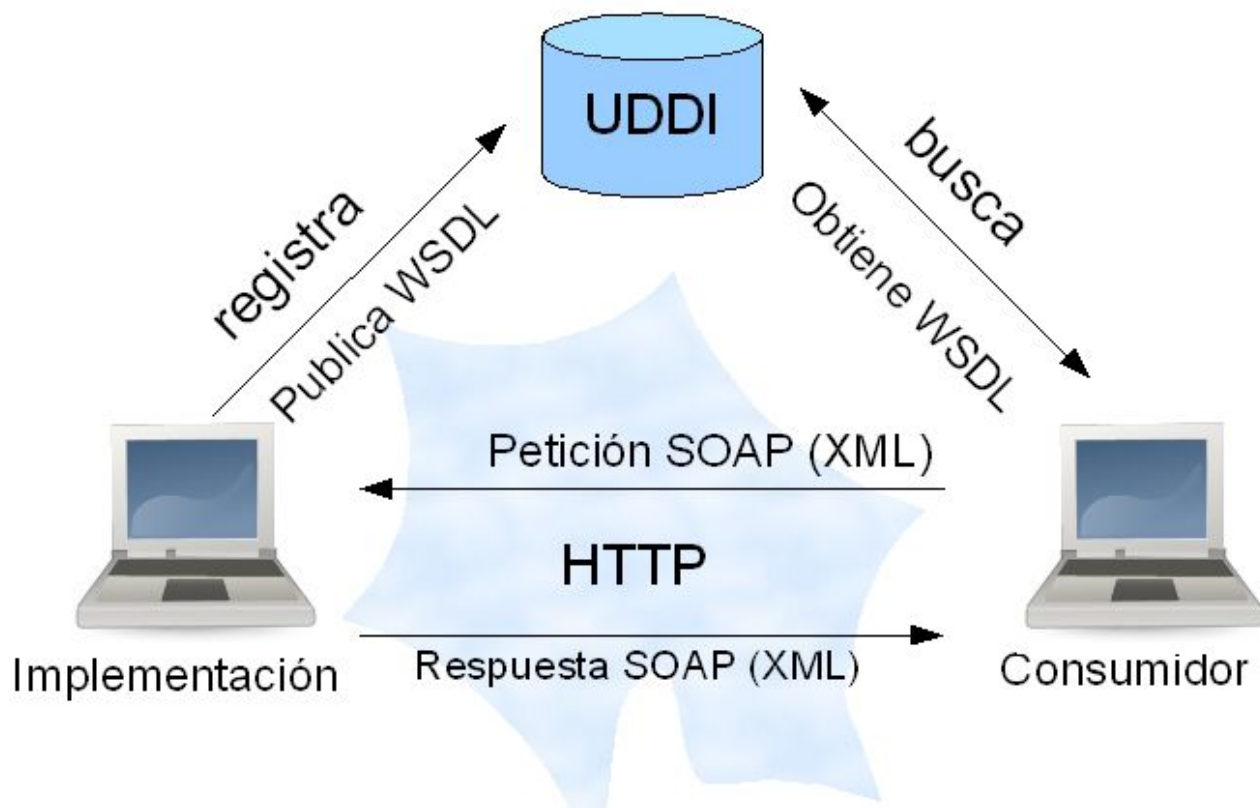 UDDI
registra
Publica WSDL
busca
Obtiene WSDL
Petición SOAP (XML)
HTTP
Respuesta SOAP (XML)
Implementación
Consumidor